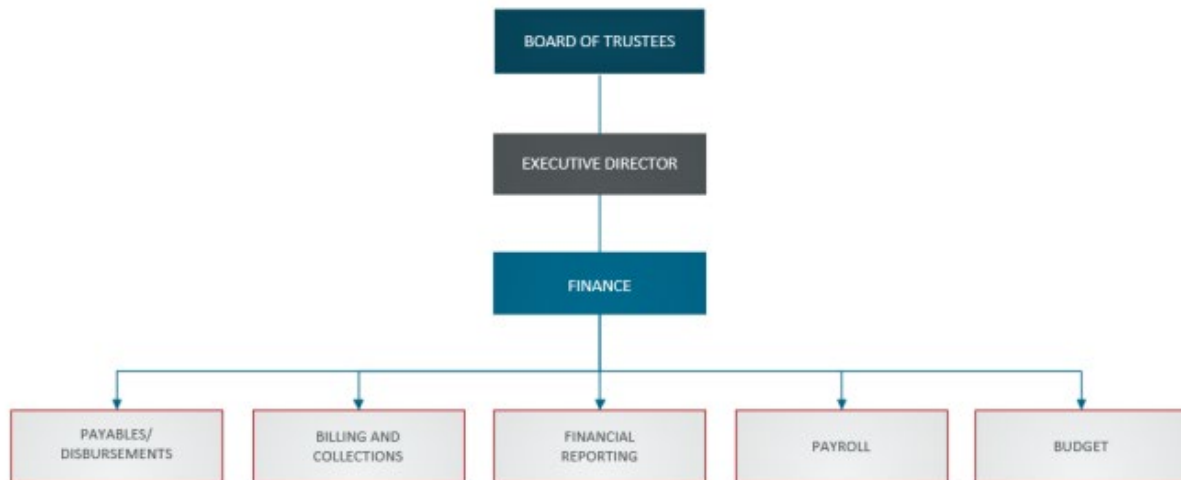 BOARD OF TRUSTEES
EXECUTIVE DIRECTOR
FINANCE
PAYABLES/
DISBURSEMENTS
BILLING AND
COLLECTIONS
FINANCIAL
REPORTING
PAYROLL
BUDGET